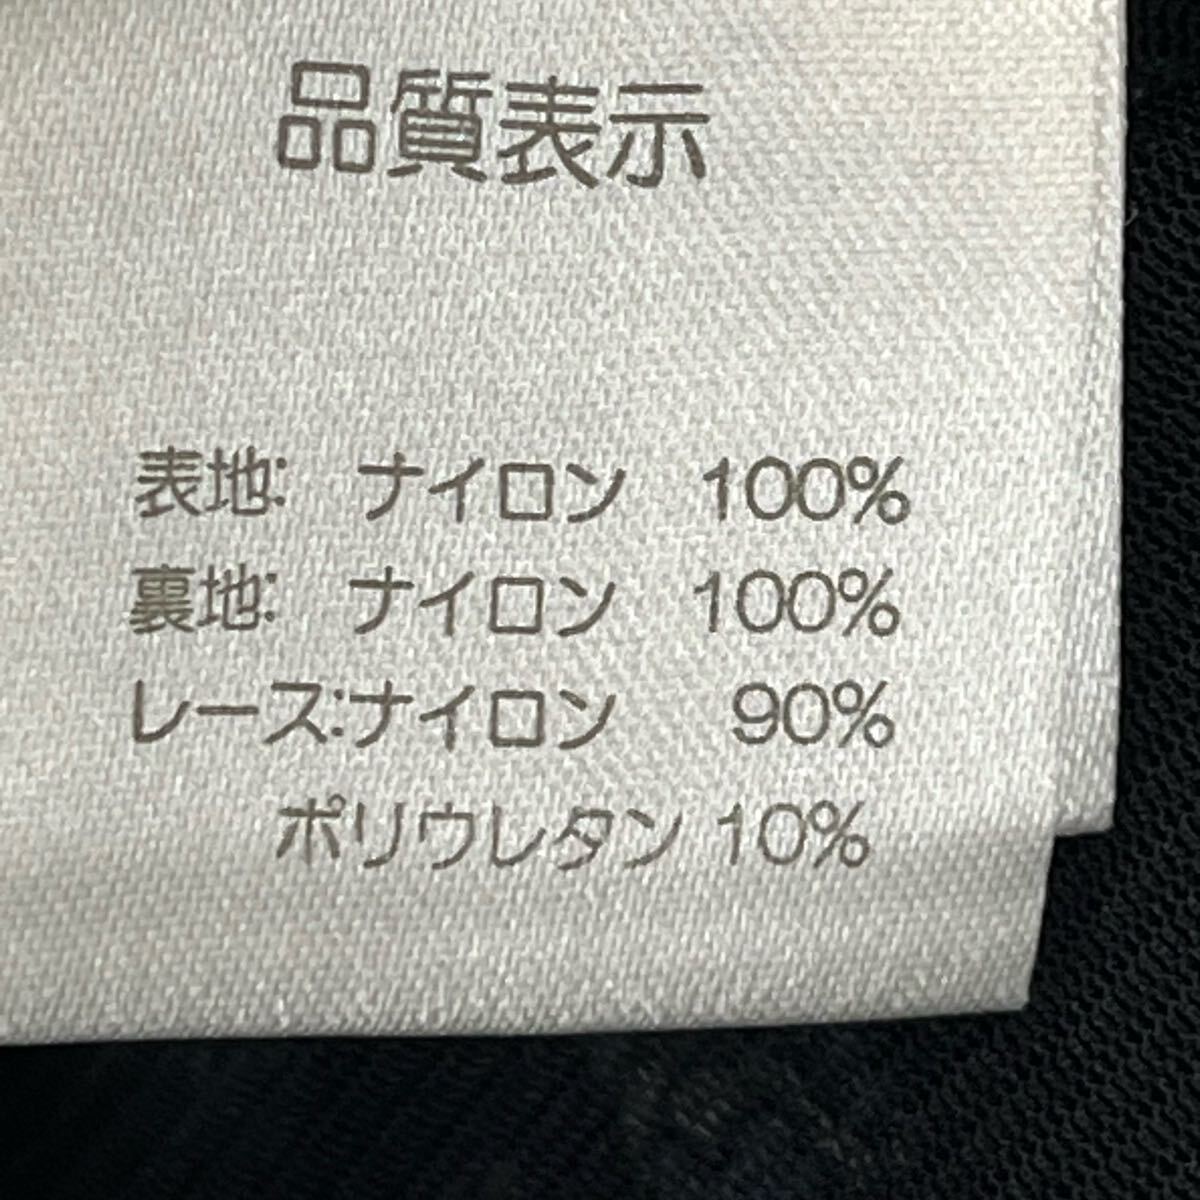 品質表示
表地: ナイロン 100%
裏地: ナイロン 100%
レース:ナイロン 90%
ポリウレタン 10%